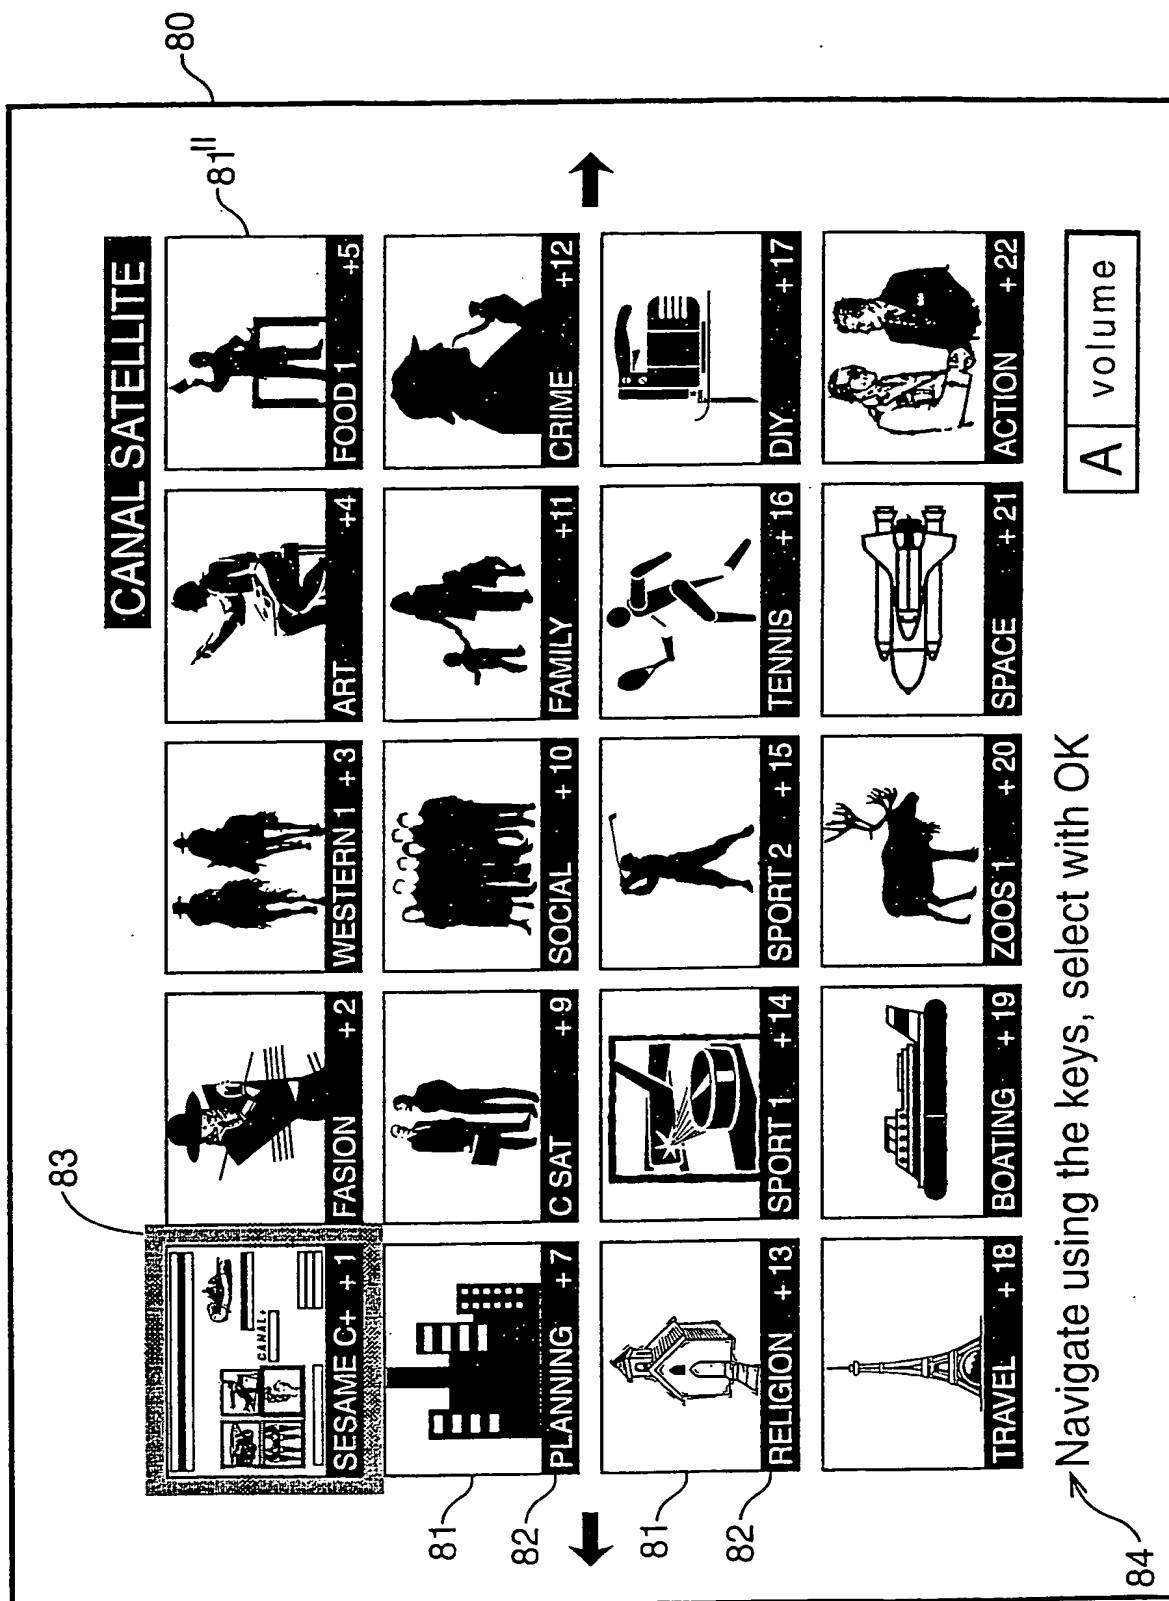 80
CANAL SATELLITE
83
81"
SESAME C+ + 1
FASION + 2
WESTERN 1 + 3
ART +4
FOOD 1 +5
CANAL+
81
82
PLANNING + 7
C SAT + 9
SOCIAL + 10
FAMILY +11
CRIME +12
81
82
RELIGION + 13
SPORT 1 + 14
SPORT 2 + 15
TENNIS + 16
DIY + 17
TRAVEL + 18
BOATING + 19
ZOOS 1 + 20
SPACE + 21
ACTION + 22
84
Navigate using the keys, select with OK
A volume